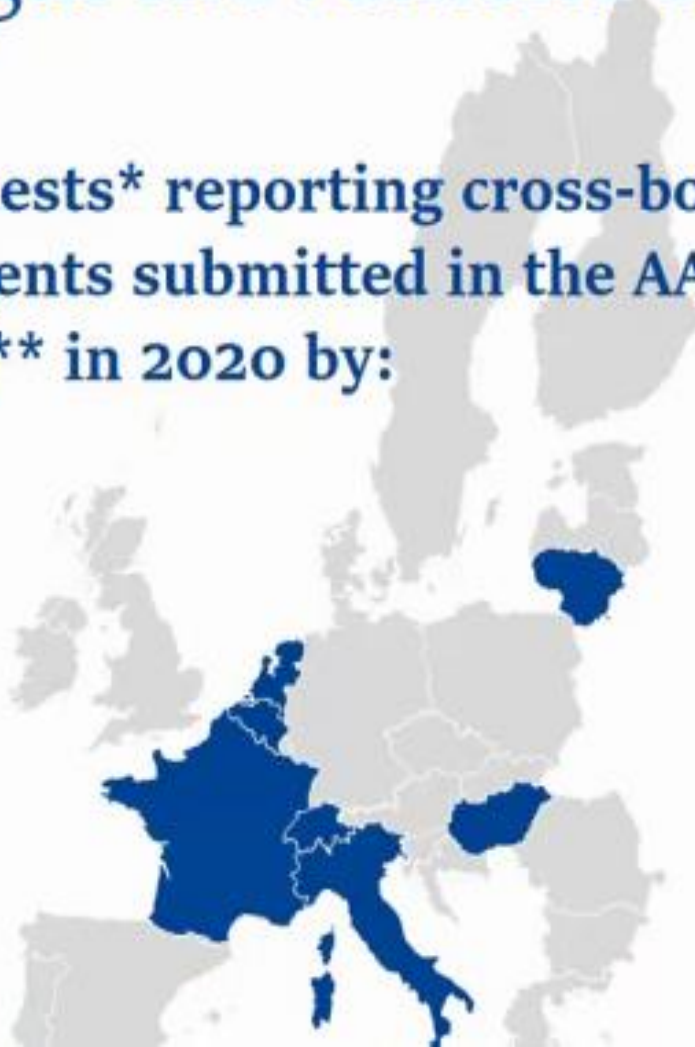 ests* reporting cross-bo
ents submitted in the AA
** in 2020 by: